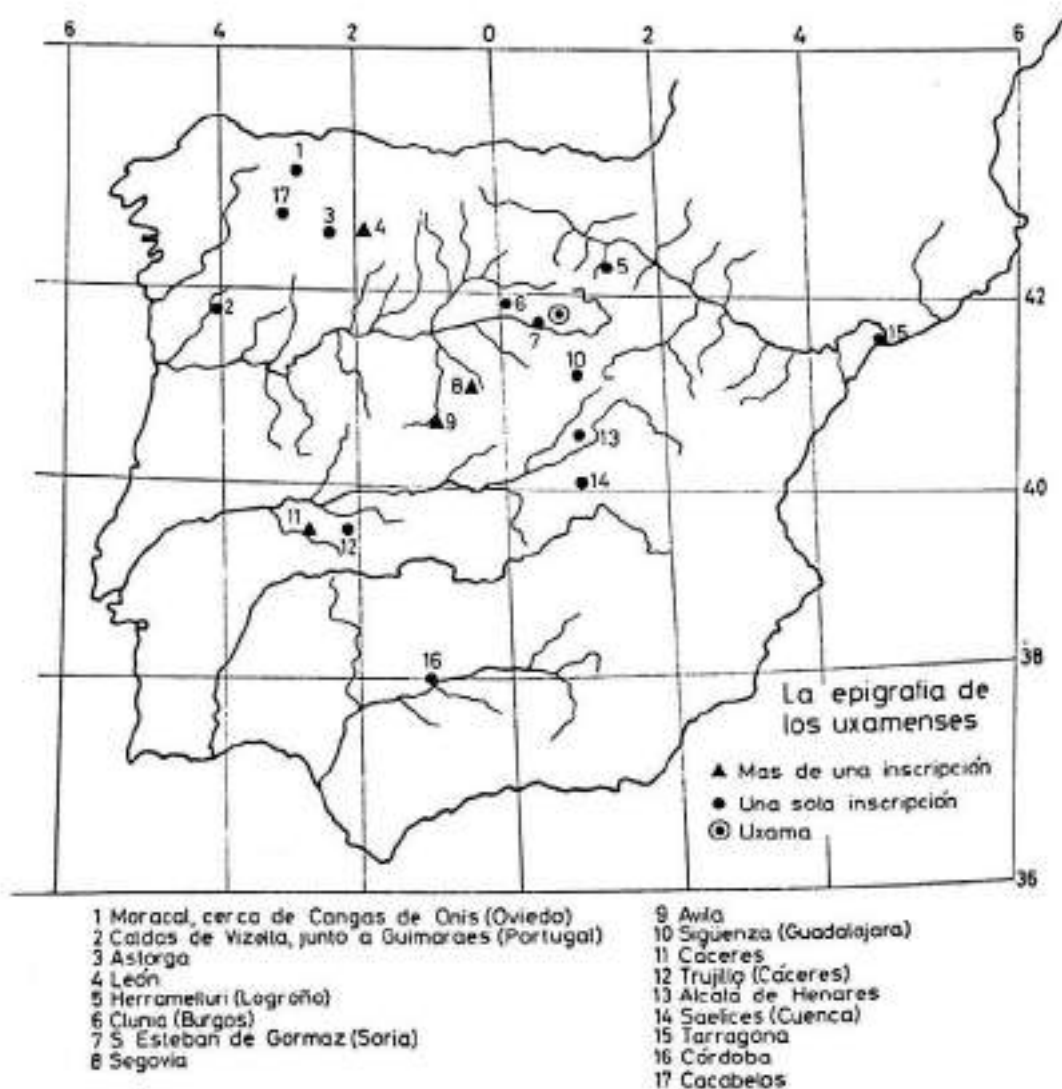 6 4 2 0 2 4 6
1
17
3
4
5
42
2
6
7
15
10
8
9
13
14
40
11
12
16
38
La epigrafia de
los uxamenses
▲ Mas de una inscripción
● Una sola inscripción
Uxama
36
1 Moracal, cerca de Cangas de Onis (Oviedo)
2 Caldas de Vizella, junto a Guimaraes (Portugal)
3 Astorga
4 León
5 Herramelluri (Logroño)
6 Clunia (Burgos)
7 S Esteban de Gormaz (Soria)
8 Segovia
9 Avila
10 Sigüenza (Guadalajara)
11 Cáceres
12 Trujillo (Cáceres)
13 Alcalá de Henares
14 Saelices (Cuenca)
15 Tarragona
16 Córdoba
17 Cacabelos